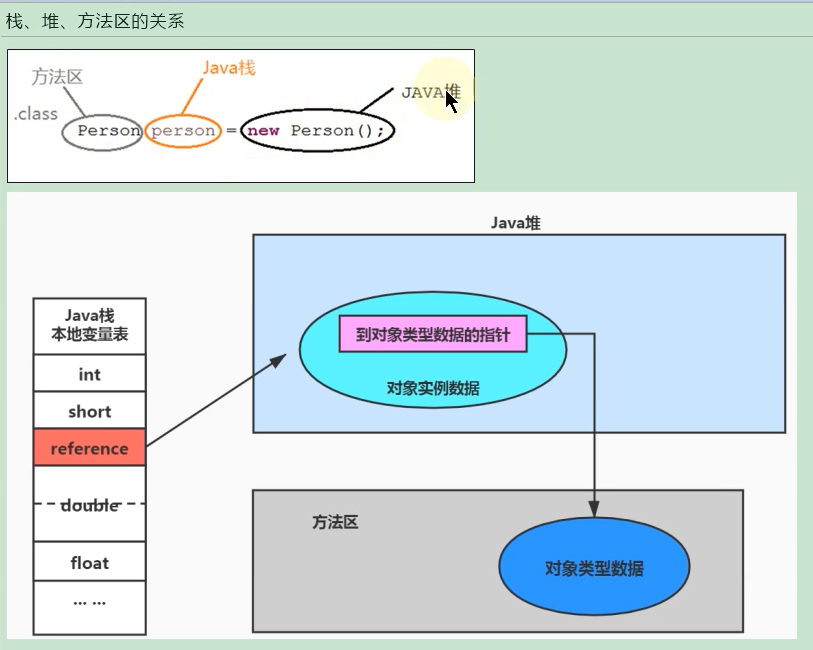 栈、堆、方法区的关系
方法区
Java栈
JAVA堆
.class
Person person = new Person();
Java堆
Java栈
本地变量表
int
short
reference
double
float
... ...
到对象类型数据的指针
对象实例数据
方法区
对象类型数据